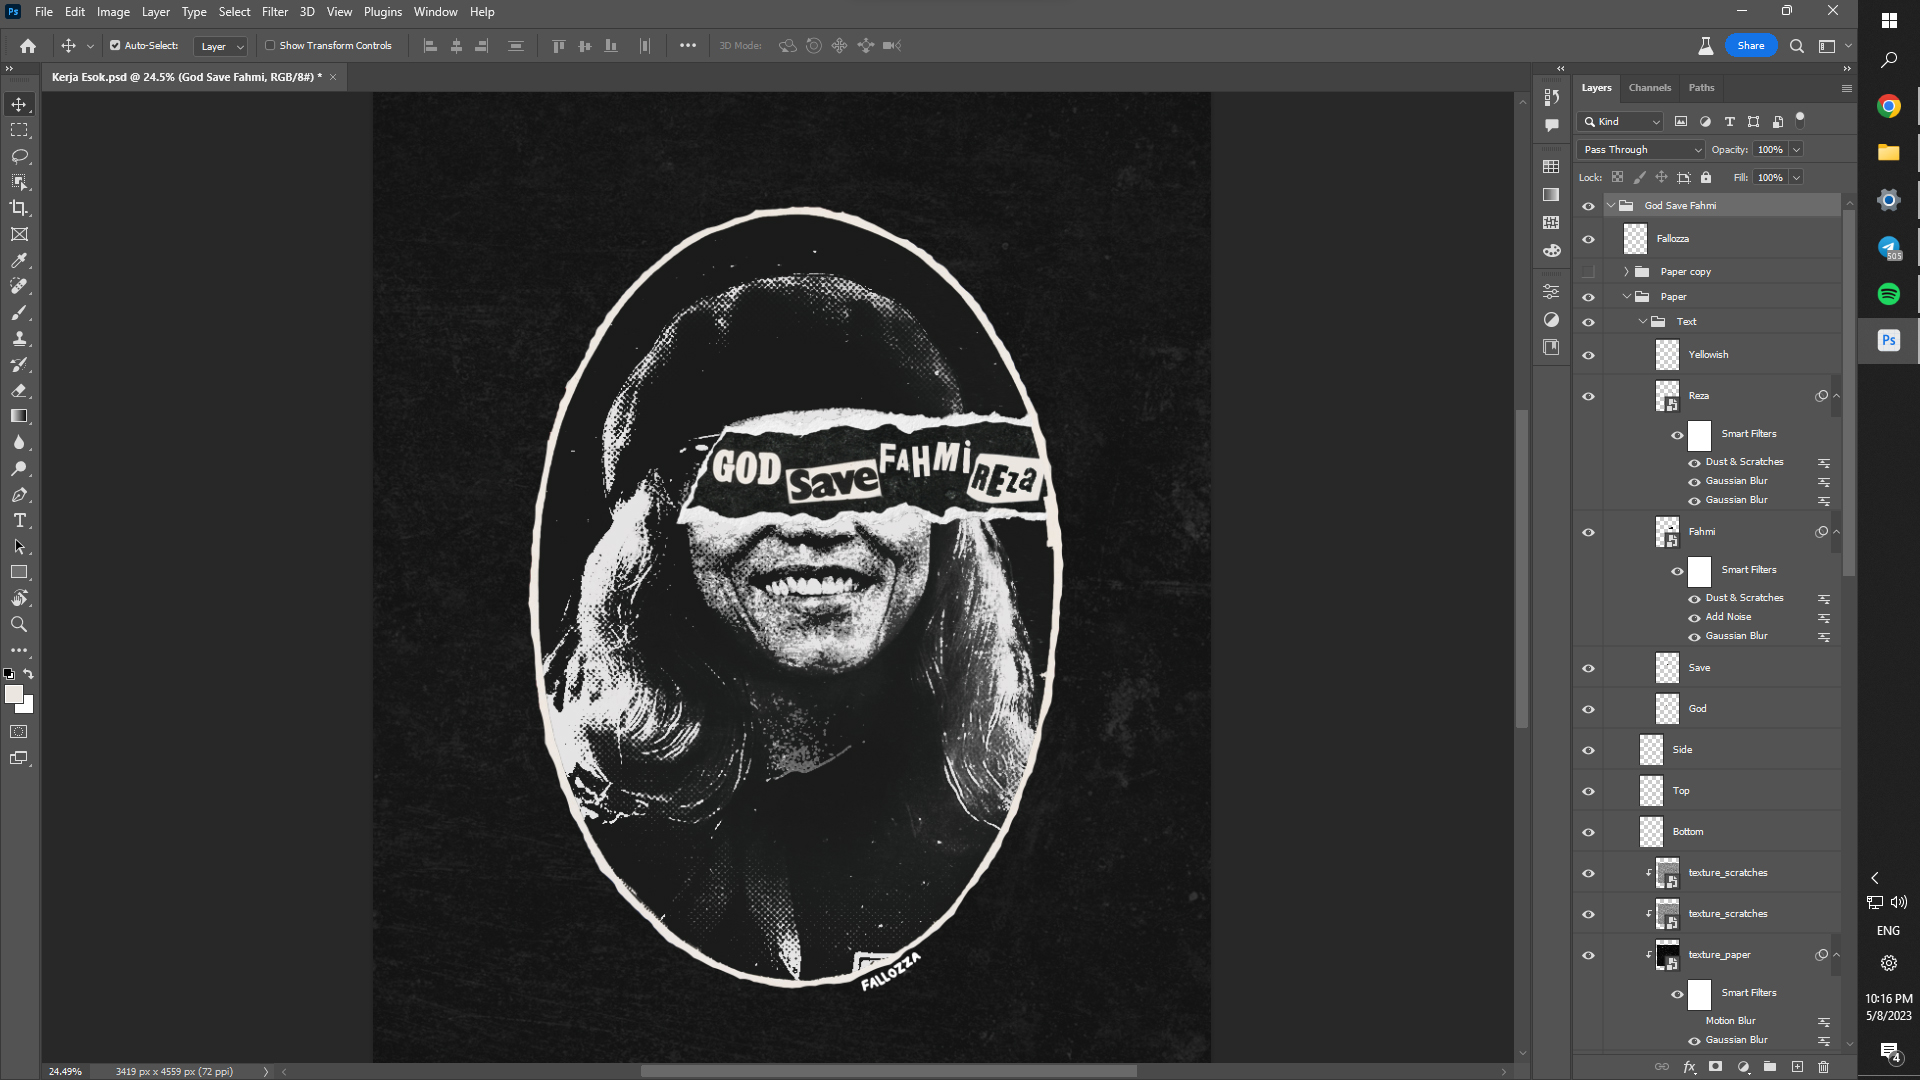 Ps File Edit Image Layer Type Select Filter 3D View Plugins Window Help
Auto-Select: Layer Show Transform Controls 3D Mode: Share
Kerja Esok.psd @ 24.5% (God Save Fahmi, RGB/8#) * ×
GOD Save FAHMi REza
FALLOZZA
24.49% 3419 px x 4559 px (72 ppi)
Layers Channels Paths
Kind
Pass Through Opacity: 100%
Lock: Fill: 100%
God Save Fahmi
Fallozza
Paper copy
Paper
Text
Yellowish
Reza
Smart Filters
Dust & Scratches
Gaussian Blur
Gaussian Blur
Fahmi
Smart Filters
Dust & Scratches
Add Noise
Gaussian Blur
Save
God
Side
Top
Bottom
texture_scratches
texture_scratches
texture_paper
Smart Filters
Motion Blur
Gaussian Blur
fx
505
Ps
ENG
10:16 PM
5/8/2023
4